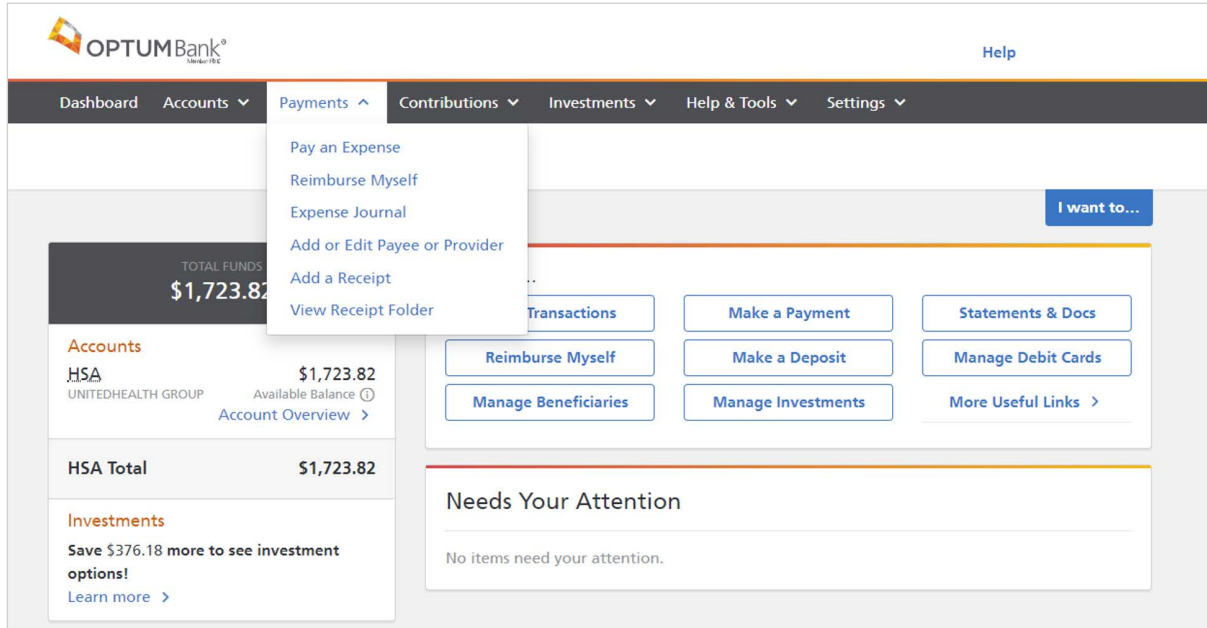 OPTUM Bank®
Member FDIC
Help
Dashboard Accounts Payments Contributions Investments Help & Tools Settings
Pay an Expense
Reimburse Myself
Expense Journal
Add or Edit Payee or Provider
Add a Receipt
View Receipt Folder
I want to...
TOTAL FUNDS
$1,723.82
Accounts
HSA $1,723.82
UNITEDHEALTH GROUP Available Balance
Account Overview >
HSA Total $1,723.82
Investments
Save $376.18 more to see investment
options!
Learn more >
..
Transactions Make a Payment Statements & Docs
Reimburse Myself Make a Deposit Manage Debit Cards
Manage Beneficiaries Manage Investments More Useful Links >
Needs Your Attention
No items need your attention.